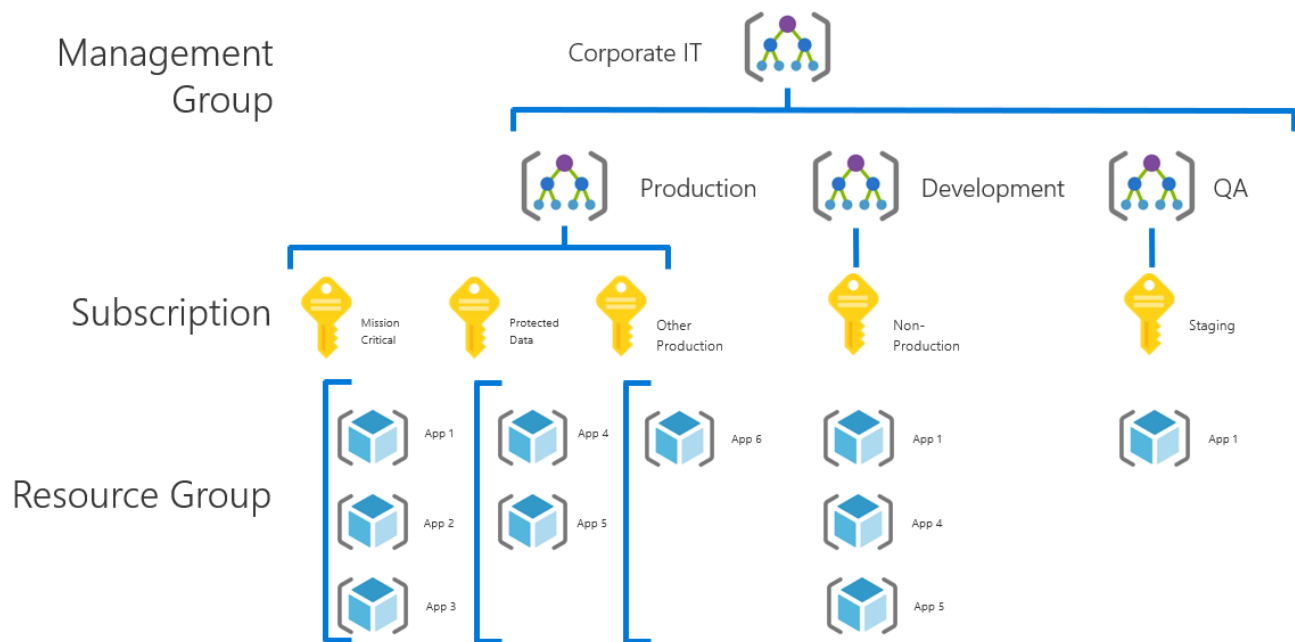 Management
Group
Corporate IT
Production
Development
QA
Subscription
Mission
Critical
Protected
Data
Other
Production
Non-
Production
Staging
Resource Group
App 1
App 4
App 6
App 1
App 1
App 2
App 5
App 4
App 3
App 5